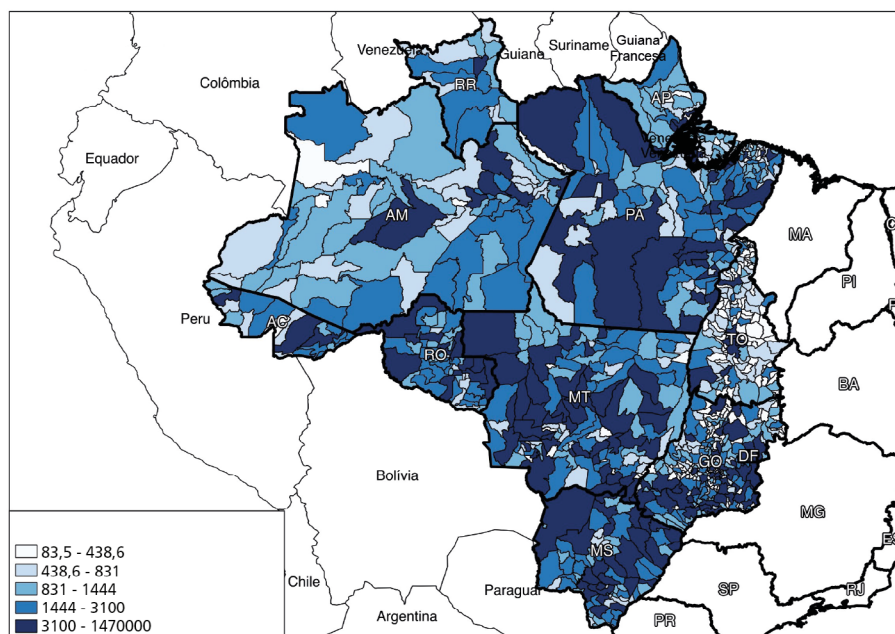 Venezuela
Guiane
Suriname
Guiana
Francesa
Colômbia
RR
AP
Equador
Venezuela
AM
PA
MA
PI
Peru
AC
TO
RO
BA
MT
GO
DF
Bolívia
MG
MS
83,5 - 438,6
438,6 - 831
831 - 1444
1444 - 3100
3100 - 1470000
Chile
Paraguai
SP
RJ
Argentina
PR